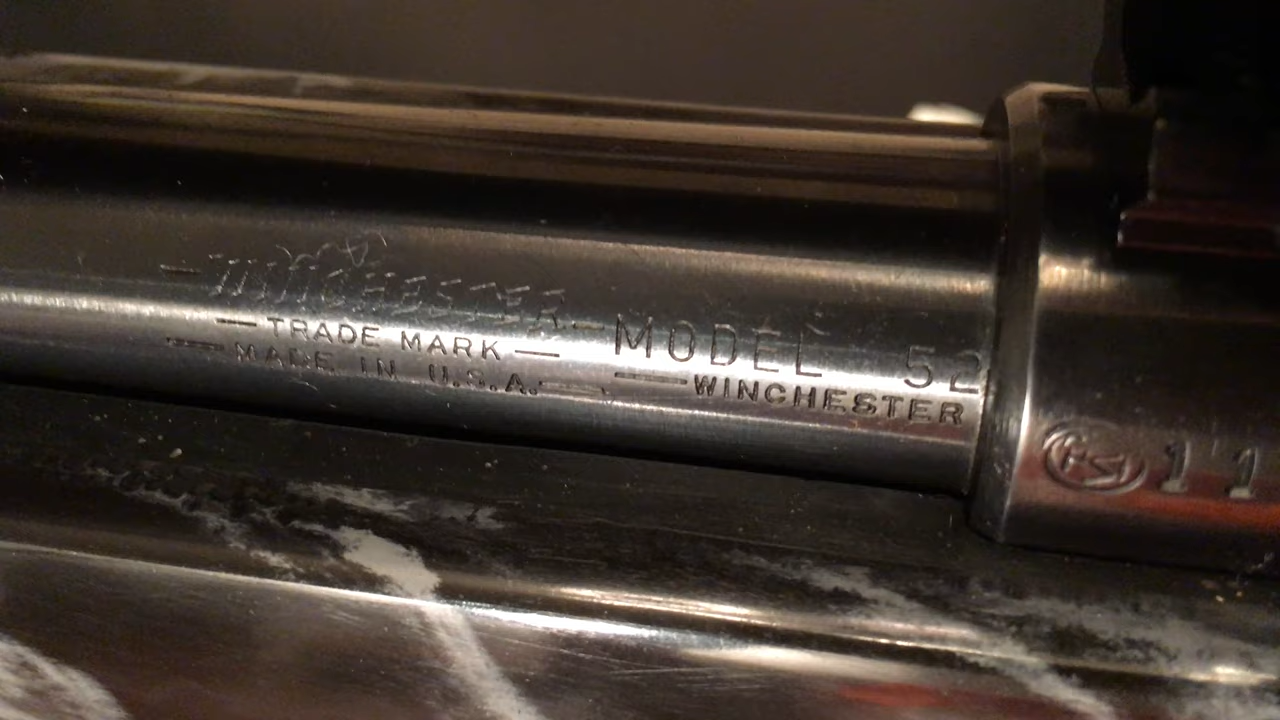 —WINCHESTER—
— TRADE MARK —
— MADE IN U.S.A. —
MODEL 52
— WINCHESTER
11